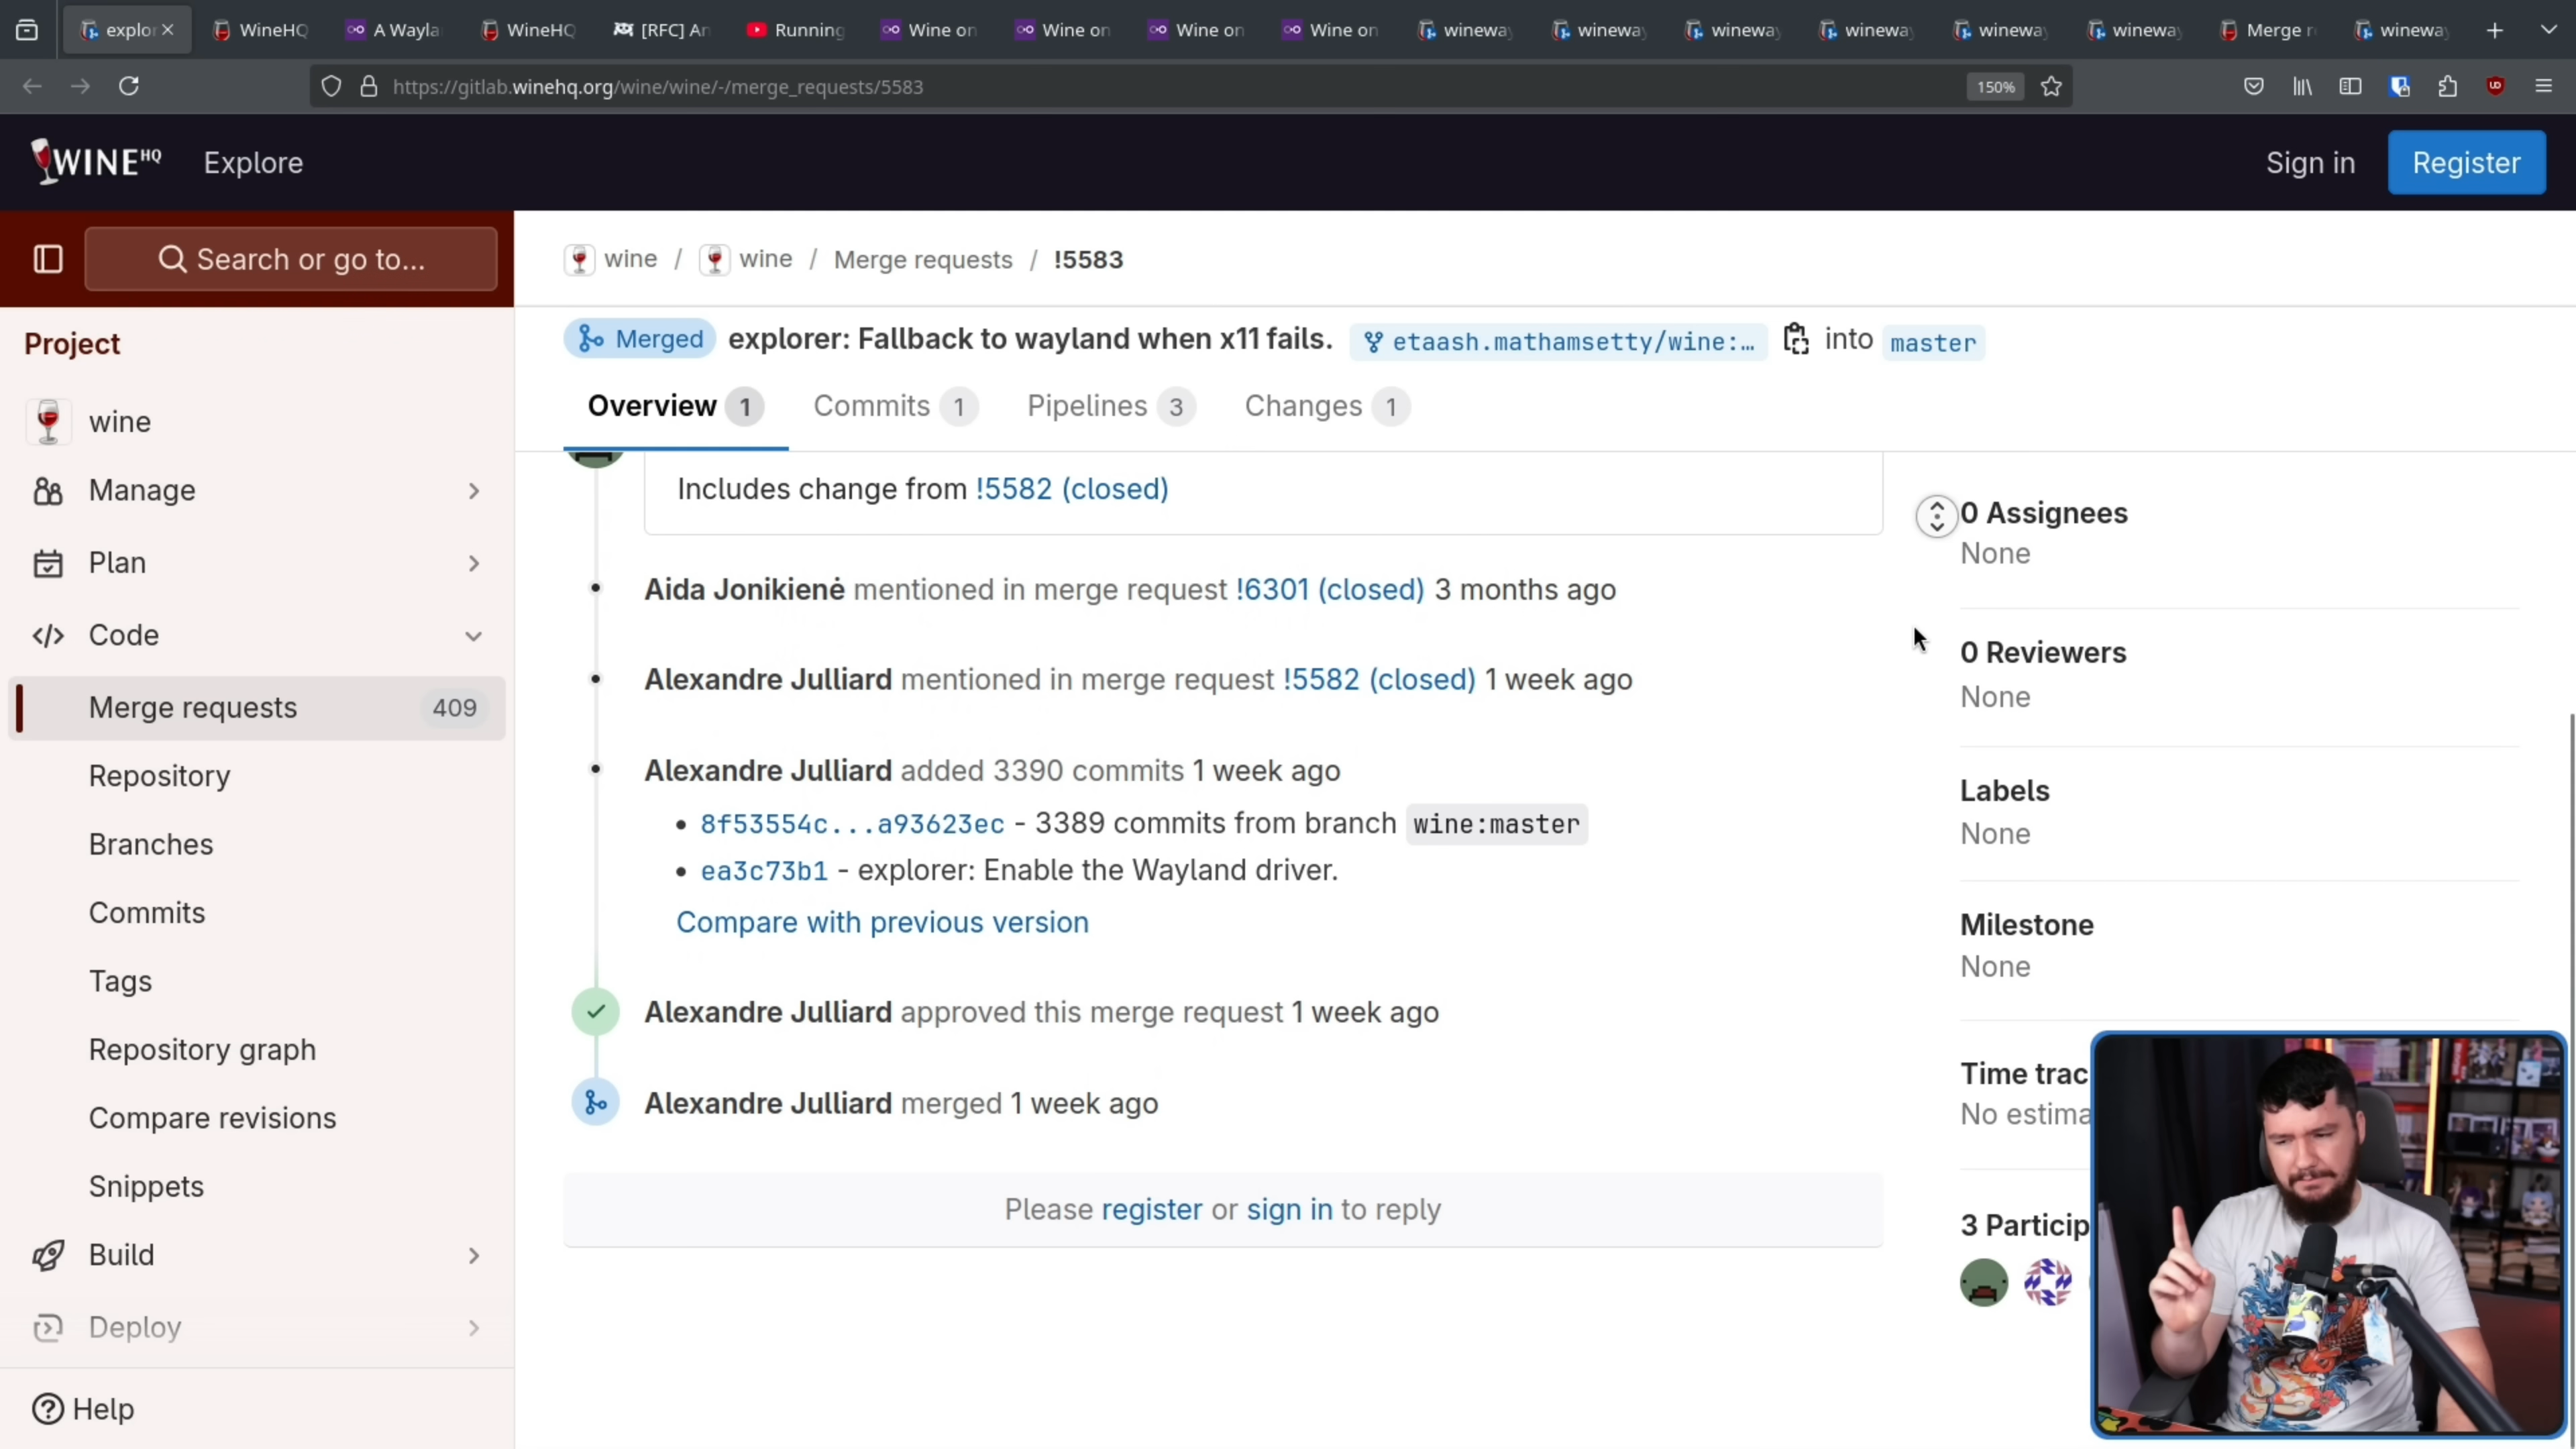 explor
WineHQ
A Wayla
WineHQ
[RFC] An
Running
Wine on
Wine on
Wine on
Wine on
winewa
winewa
winewa
winewa
winewa
winewa
Merge r
winewa
https://gitlab.winehq.org/wine/wine/-/merge_requests/5583
150%
WINE HQ
Explore
Sign in
Register
Search or go to...
wine / wine / Merge requests / !5583
Project
wine
Manage
Plan
Code
Merge requests 409
Repository
Branches
Commits
Tags
Repository graph
Compare revisions
Snippets
Build
Deploy
Help
Merged explorer: Fallback to wayland when x11 fails. etaash.mathamsetty/wine:… into master
Overview 1 Commits 1 Pipelines 3 Changes 1
Includes change from !5582 (closed)
Aida Jonikienė mentioned in merge request !6301 (closed) 3 months ago
Alexandre Julliard mentioned in merge request !5582 (closed) 1 week ago
Alexandre Julliard added 3390 commits 1 week ago
• 8f53554c...a93623ec - 3389 commits from branch wine:master
• ea3c73b1 - explorer: Enable the Wayland driver.
Compare with previous version
Alexandre Julliard approved this merge request 1 week ago
Alexandre Julliard merged 1 week ago
Please register or sign in to reply
0 Assignees
None
0 Reviewers
None
Labels
None
Milestone
None
Time trac
No estima
3 Particip